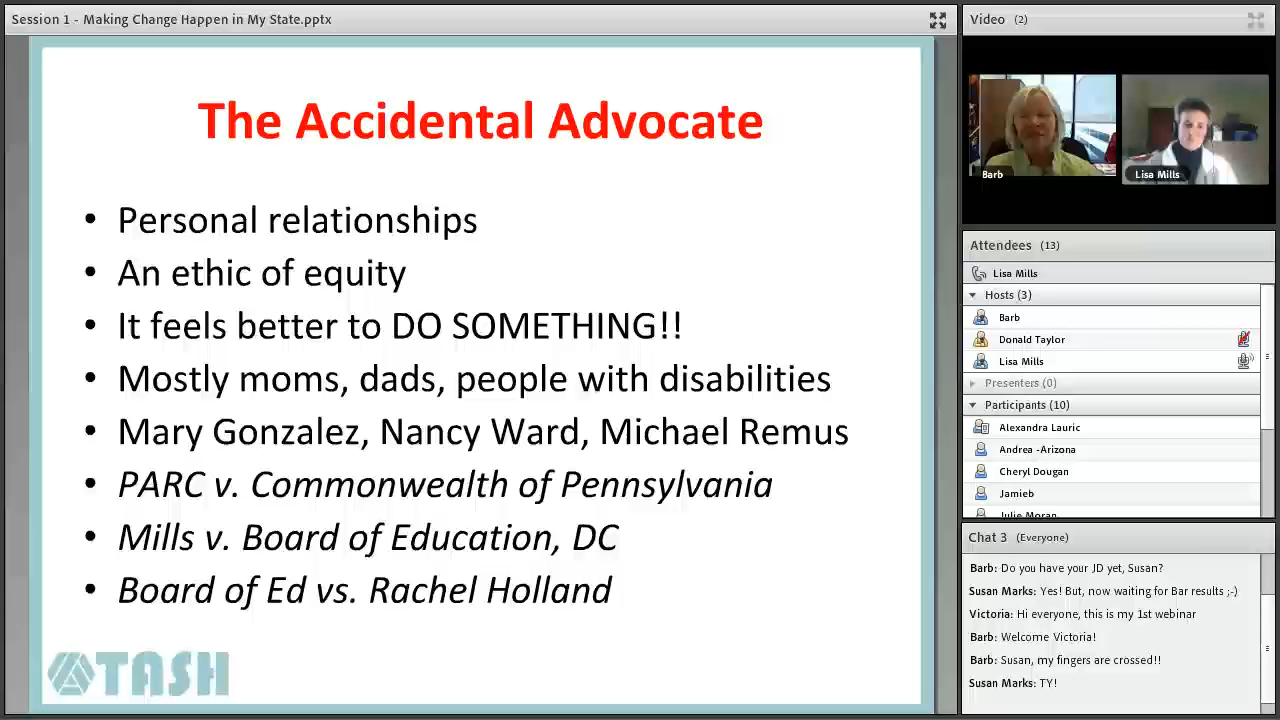 Session 1 - Making Change Happen in My State.pptx
The Accidental Advocate
• Personal relationships
• An ethic of equity
• It feels better to DO SOMETHING!!
• Mostly moms, dads, people with disabilities
• Mary Gonzalez, Nancy Ward, Michael Remus
• PARC v. Commonwealth of Pennsylvania
• Mills v. Board of Education, DC
• Board of Ed vs. Rachel Holland
TASH
Video (2)
Barb
Lisa Mills
Attendees (13)
Lisa Mills
Hosts (3)
Barb
Donald Taylor
Lisa Mills
Presenters (0)
Participants (10)
Alexandra Lauric
Andrea -Arizona
Cheryl Dougan
Jamieb
Julie Moran
Chat 3 (Everyone)
Barb: Do you have your JD yet, Susan?
Susan Marks: Yes! But, now waiting for Bar results ;-)
Victoria: Hi everyone, this is my 1st webinar
Barb: Welcome Victoria!
Barb: Susan, my fingers are crossed!!
Susan Marks: TY!